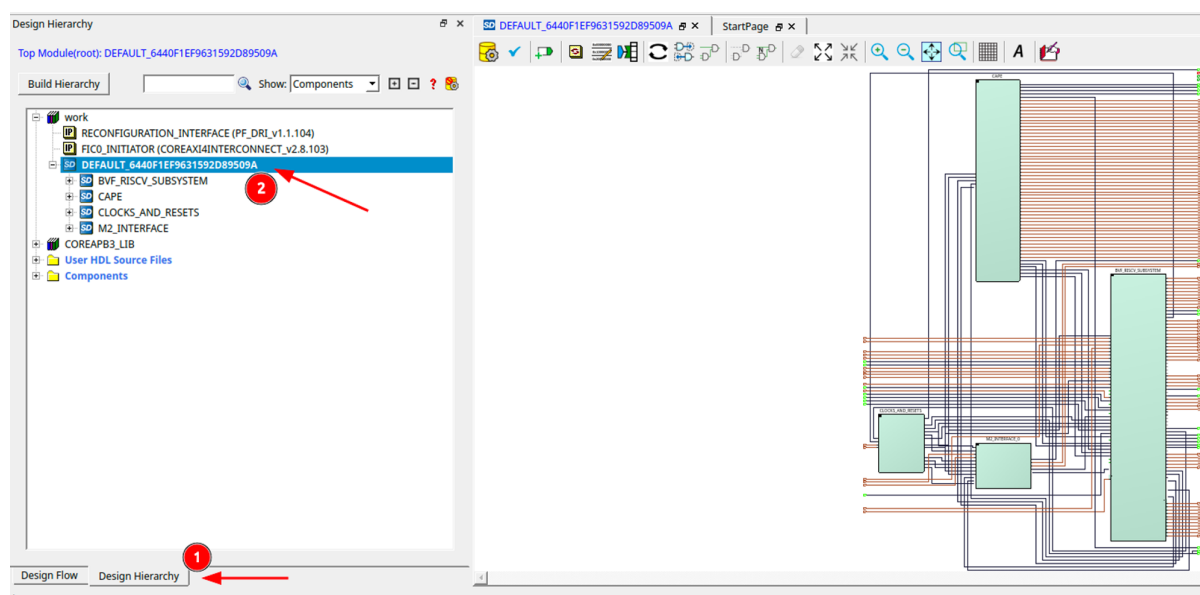 Design Hierarchy
Top Module(root): DEFAULT_6440F1EF9631592D89509A
Build Hierarchy
Show: Components
work
RECONFIGURATION_INTERFACE (PF_DRI_v1.1.104)
FIC0_INITIATOR (COREAXI4INTERCONNECT_v2.8.103)
DEFAULT_6440F1EF9631592D89509A
BVF_RISCV_SUBSYSTEM
CAPE
CLOCKS_AND_RESETS
M2_INTERFACE
COREAPB3_LIB
User HDL Source Files
Components
2
1
Design Flow
Design Hierarchy
DEFAULT_6440F1EF9631592D89509A
StartPage
A
CAPE
BVF_RISCV_SUBSYSTEM
CLOCKS_AND_RESETS
M2_INTERFACE_0